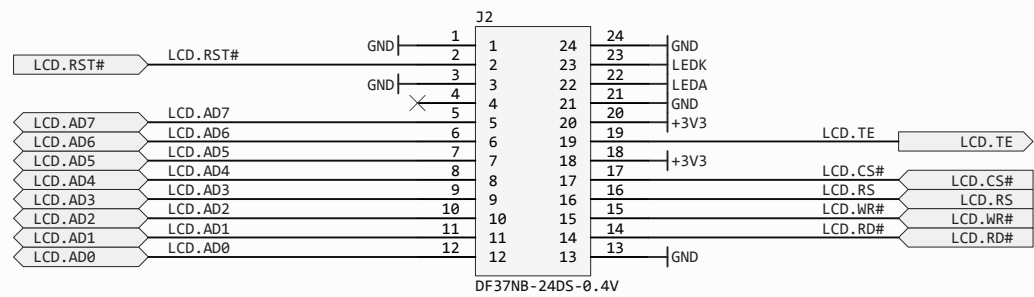 J2
1 24
GND 1 24 GND
LCD.RST# LCD.RST# 2 2 23 23 LEDK
GND 3 3 22 22 LEDA
4 4 21 21 GND
5 5 20 20 +3V3
LCD.AD7 LCD.AD7 6 6 19 19 LCD.TE LCD.TE
LCD.AD6 LCD.AD6
LCD.AD5 LCD.AD5 7 7 18 18 +3V3
LCD.AD4 LCD.AD4 8 8 17 17 LCD.CS# LCD.CS#
LCD.AD3 LCD.AD3 9 9 16 16 LCD.RS LCD.RS
LCD.AD2 LCD.AD2 10 10 15 15 LCD.WR# LCD.WR#
LCD.AD1 LCD.AD1 11 11 14 14 LCD.RD# LCD.RD#
LCD.AD0 LCD.AD0 12 12 13 13 GND
DF37NB-24DS-0.4V